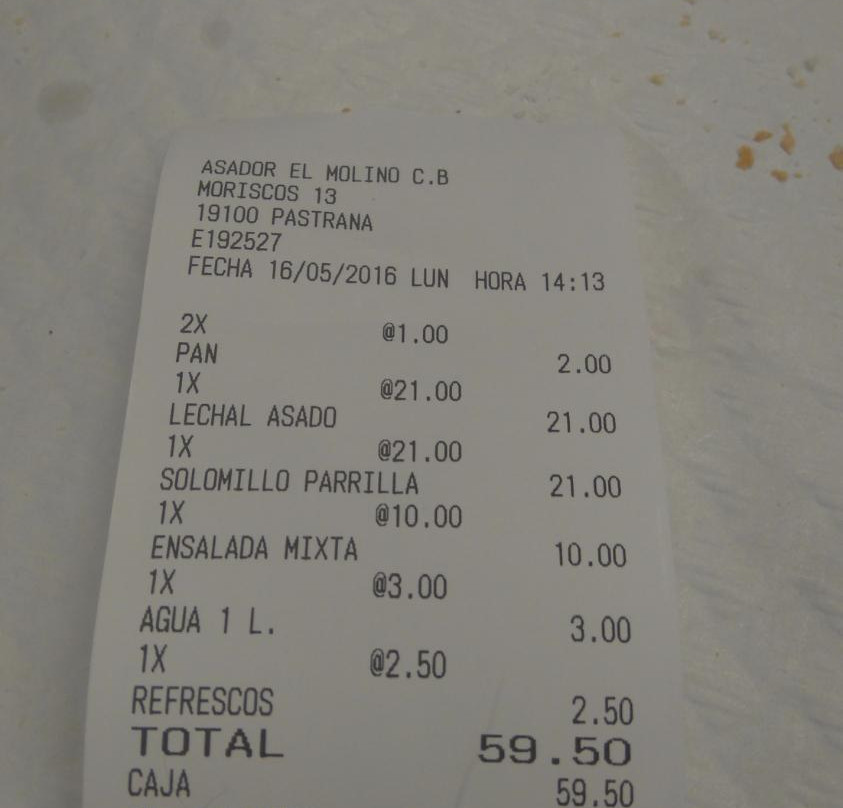 ASADOR EL MOLINO C.B
MORISCOS 13
19100 PASTRANA
E192527
FECHA 16/05/2016 LUN HORA 14:13
2X @1.00
PAN 2.00
1X @21.00
LECHAL ASADO 21.00
1X @21.00
SOLOMILLO PARRILLA 21.00
1X @10.00
ENSALADA MIXTA 10.00
1X @3.00
AGUA 1 L. 3.00
1X @2.50
REFRESCOS 2.50
TOTAL 59.50
CAJA 59.50